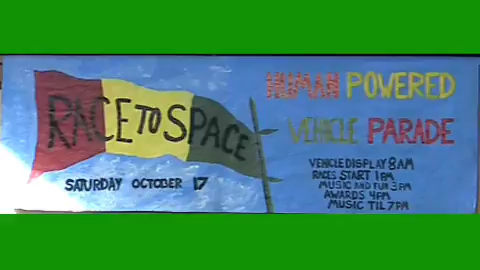 RACE TO SPACE
SATURDAY OCTOBER 17
HUMAN POWERED
VEHICLE PARADE
VEHICLE DISPLAY 8AM
RACES START 1PM
MUSIC AND FUN 3PM
AWARDS 4PM
MUSIC TIL 7PM